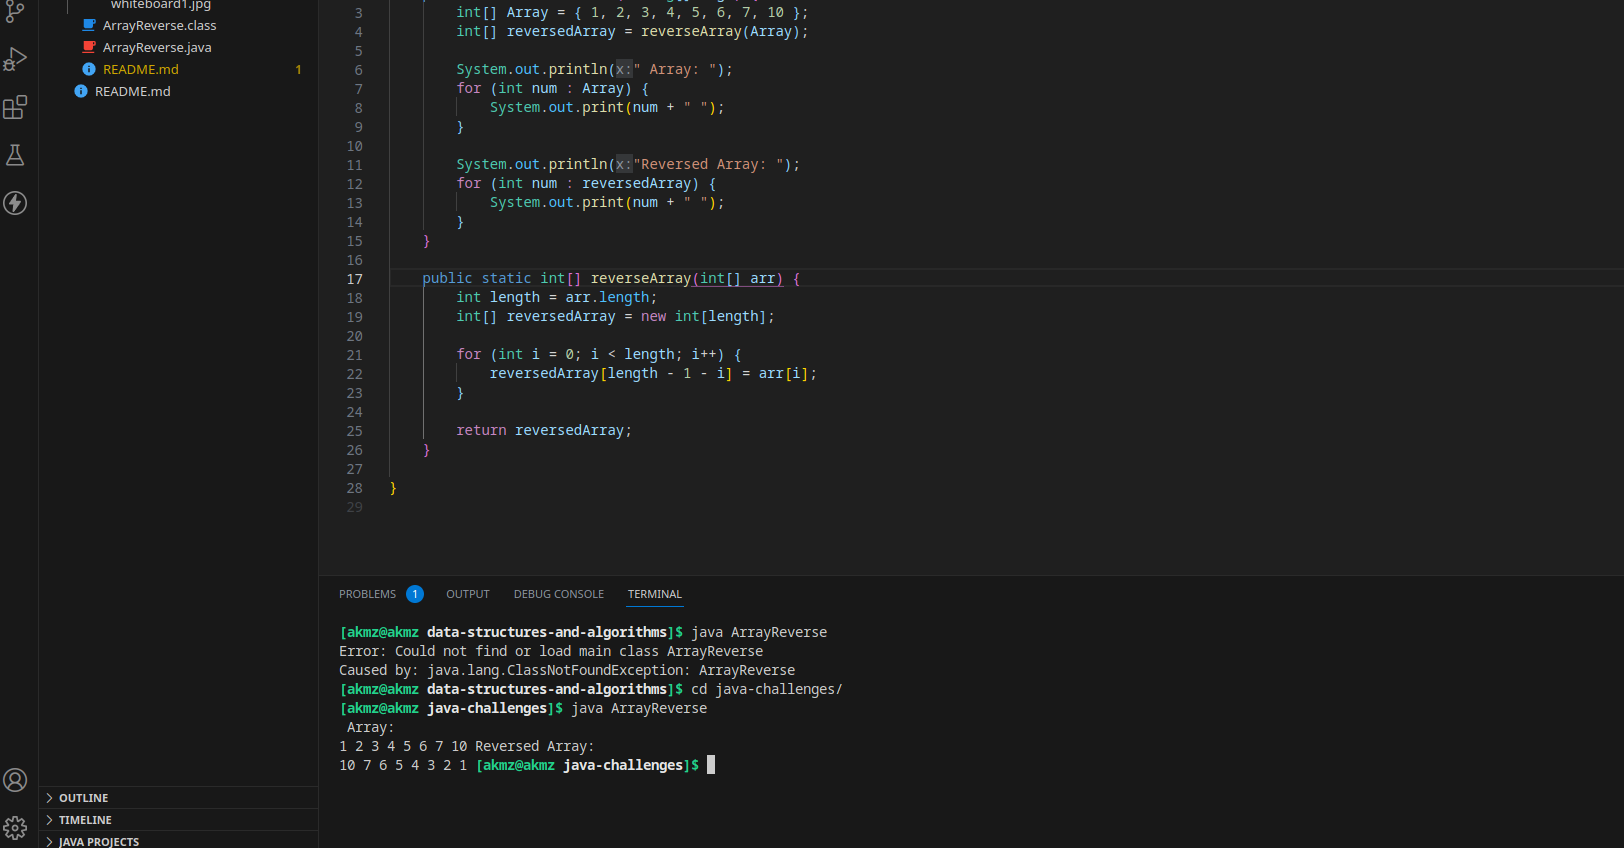 whiteboard1.jpg
ArrayReverse.class
ArrayReverse.java
README.md 1
README.md
3 int[] Array = { 1, 2, 3, 4, 5, 6, 7, 10 };
4 int[] reversedArray = reverseArray(Array);
5
6 System.out.println(x:" Array: ");
7 for (int num : Array) {
8 System.out.print(num + " ");
9 }
10
11 System.out.println(x:"Reversed Array: ");
12 for (int num : reversedArray) {
13 System.out.print(num + " ");
14 }
15 }
16
17 public static int[] reverseArray(int[] arr) {
18 int length = arr.length;
19 int[] reversedArray = new int[length];
20
21 for (int i = 0; i < length; i++) {
22 reversedArray[length - 1 - i] = arr[i];
23 }
24
25 return reversedArray;
26 }
27
28 }
29
PROBLEMS 1 OUTPUT DEBUG CONSOLE TERMINAL
[akmz@akmz data-structures-and-algorithms]$ java ArrayReverse
Error: Could not find or load main class ArrayReverse
Caused by: java.lang.ClassNotFoundException: ArrayReverse
[akmz@akmz data-structures-and-algorithms]$ cd java-challenges/
[akmz@akmz java-challenges]$ java ArrayReverse
Array:
1 2 3 4 5 6 7 10 Reversed Array:
10 7 6 5 4 3 2 1 [akmz@akmz java-challenges]$
OUTLINE
TIMELINE
JAVA PROJECTS